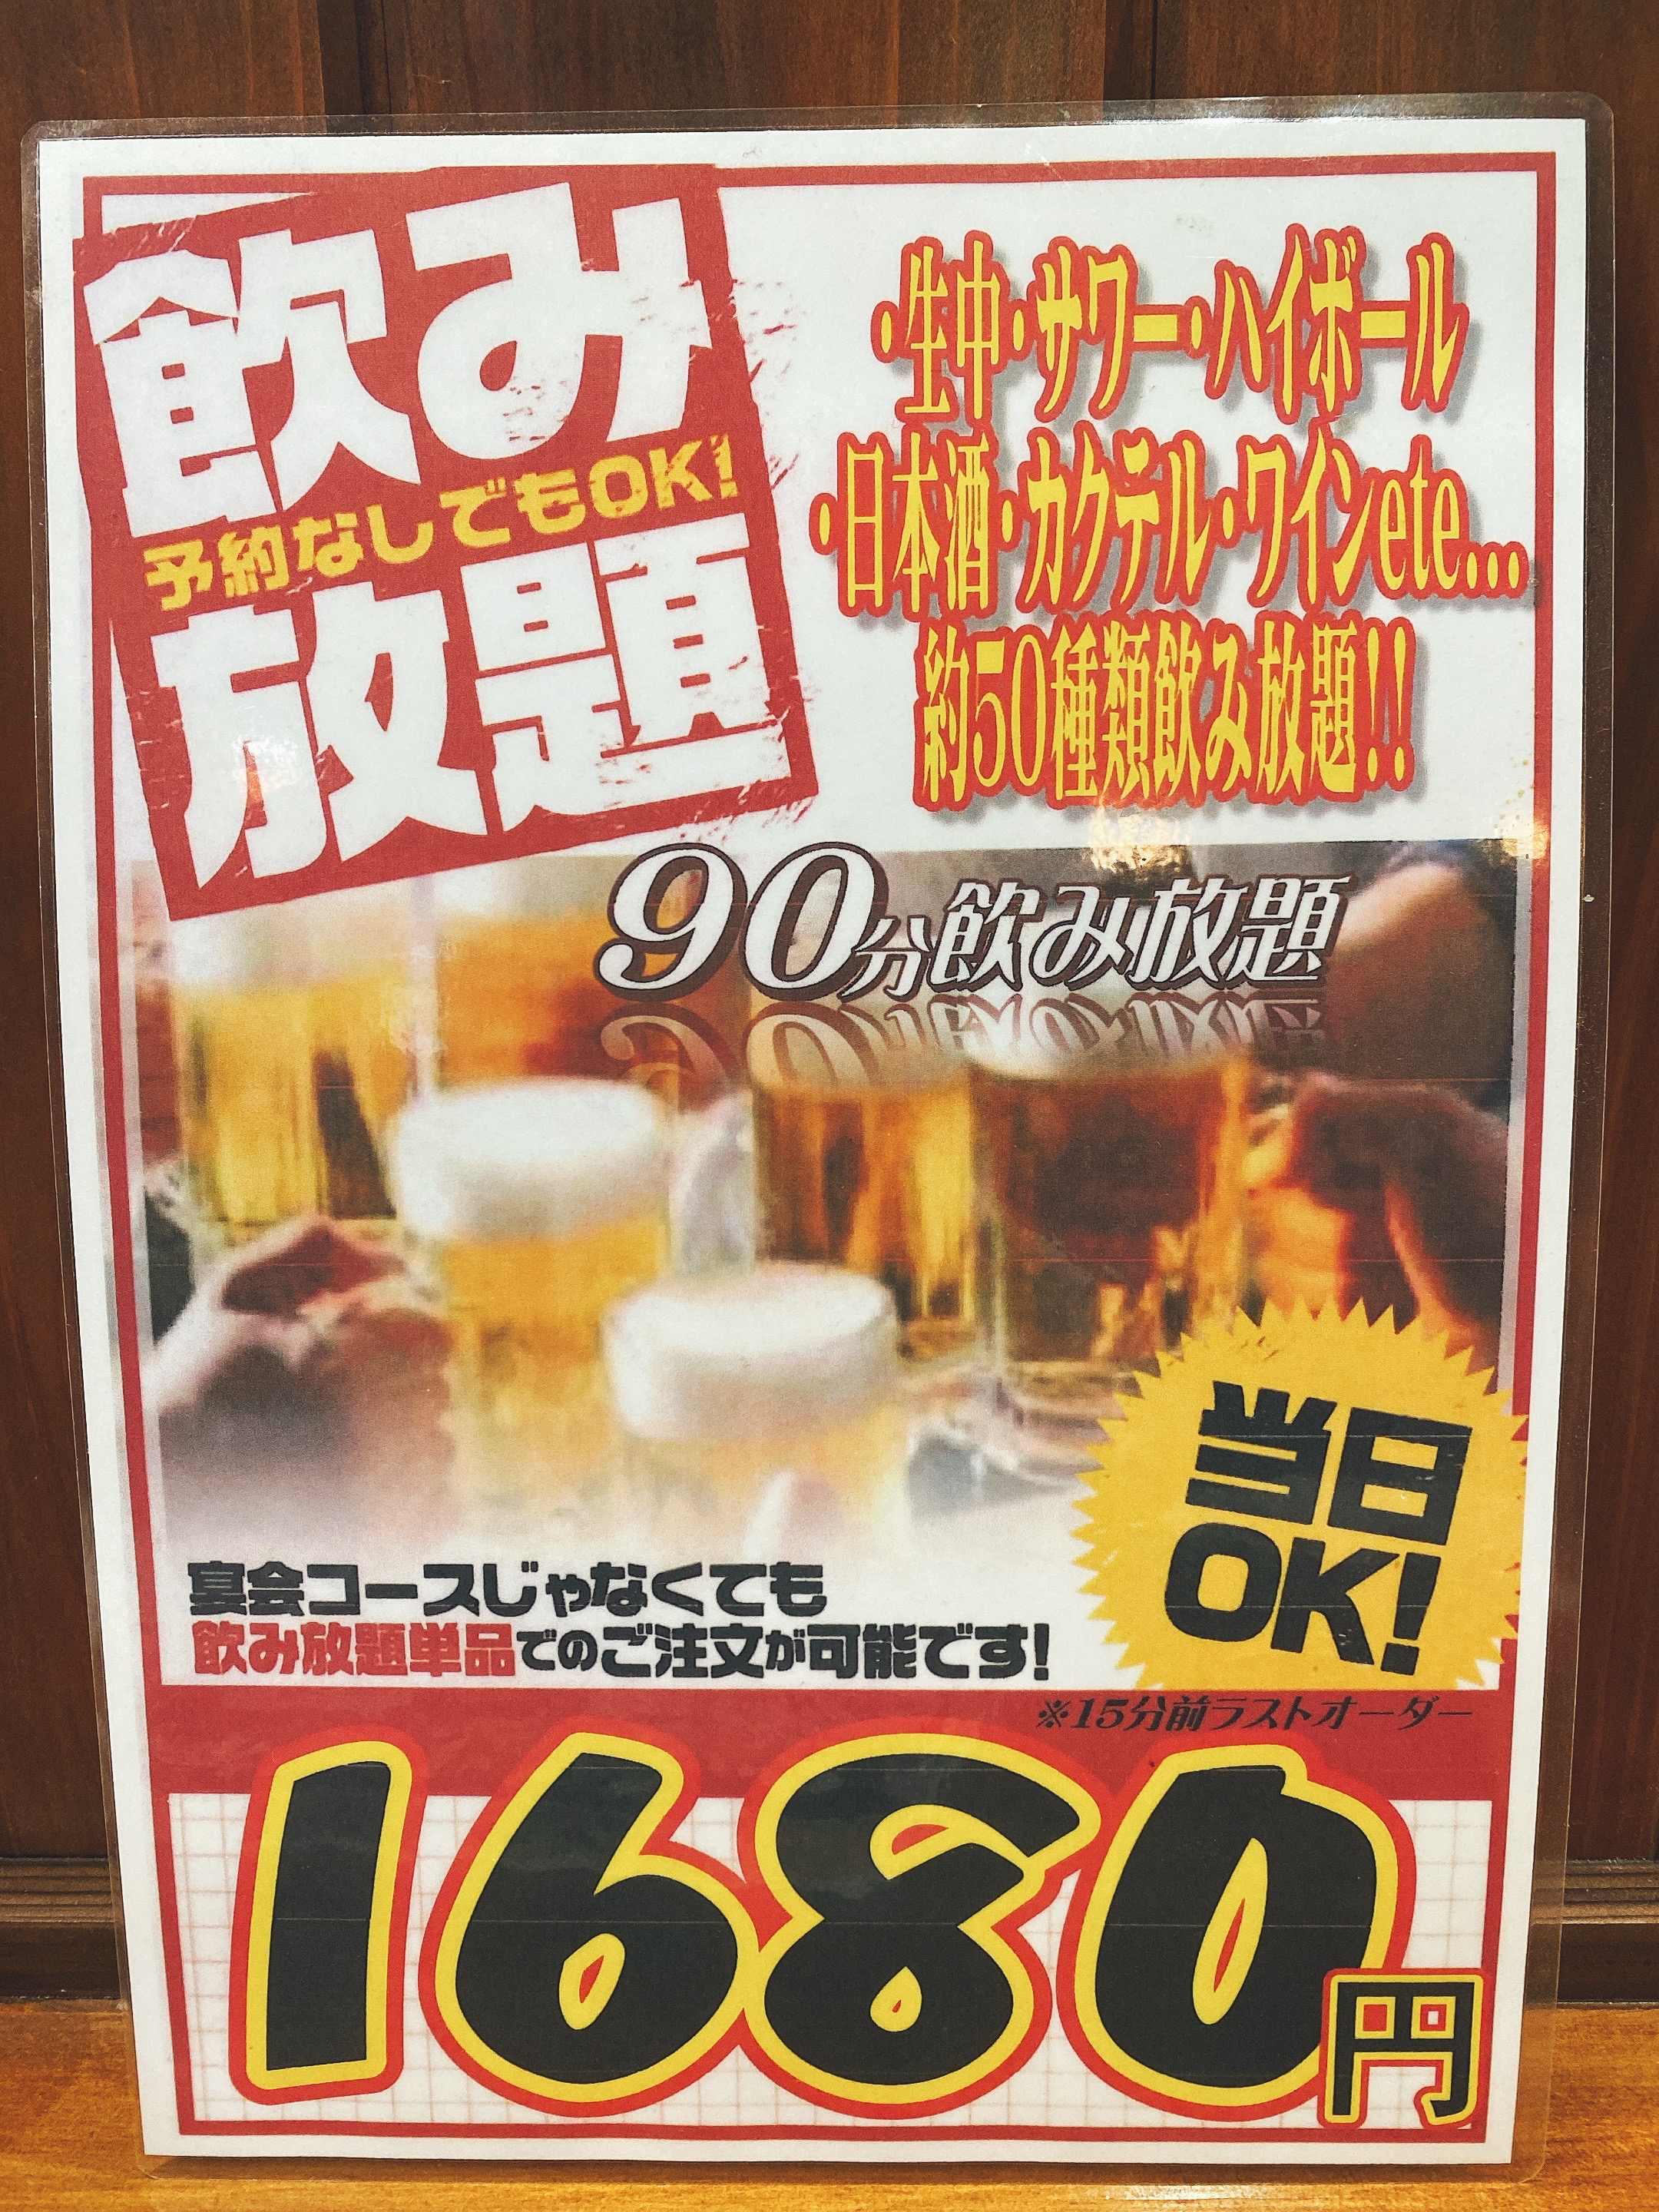 飲み
予約なしでもOK!
放題
・生中・サワー・ハイボール
・日本酒・カクテル・ワインete...
約50種類飲み放題!!
90分飲み放題
当日
OK!
宴会コースじゃなくても
飲み放題単品でのご注文が可能です!
※15分前ラストオーダー
1680円